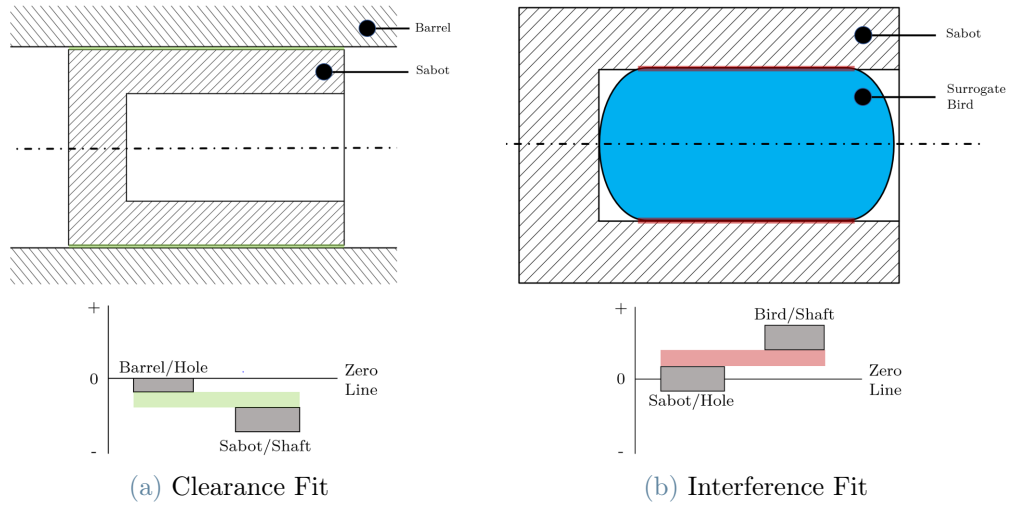 Barrel
Sabot
Sabot
Surrogate
Bird
+
0
-
Barrel/Hole
Sabot/Shaft
Zero
Line
+
0
-
Bird/Shaft
Sabot/Hole
Zero
Line
(a) Clearance Fit
(b) Interference Fit